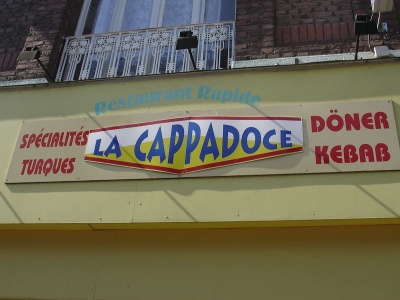 Restaurant Rapide
SPÉCIALITÉS
TURQUES
LA CAPPADOCE
DÖNER
KEBAB